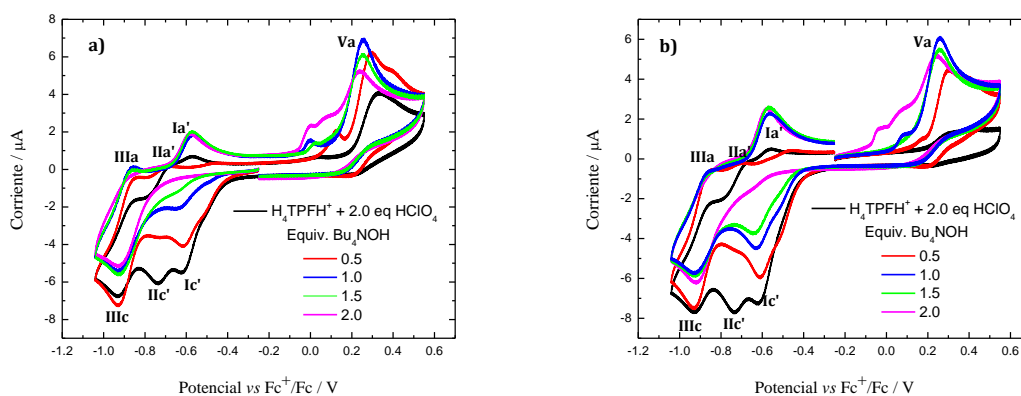 a)
Va
Ia'
IIa'
IIIa
H4TPFH+ + 2.0 eq HClO4
Equiv. Bu4NOH
0.5
1.0
1.5
2.0
Ic'
IIc'
IIIc
8
6
4
2
0
-2
-4
-6
-8
-1.2 -1.0 -0.8 -0.6 -0.4 -0.2 0.0 0.2 0.4 0.6
Corriente / µA
Potencial vs Fc+/Fc / V
b)
Va
Ia'
IIa'
IIIa
H4TPFH+ + 2.0 eq HClO4
Equiv. Bu4NOH
0.5
1.0
1.5
2.0
Ic'
IIc'
IIIc
8
6
4
2
0
-2
-4
-6
-8
-1.2 -1.0 -0.8 -0.6 -0.4 -0.2 0.0 0.2 0.4 0.6
Corriente / µA
Potencial vs Fc+/Fc / V